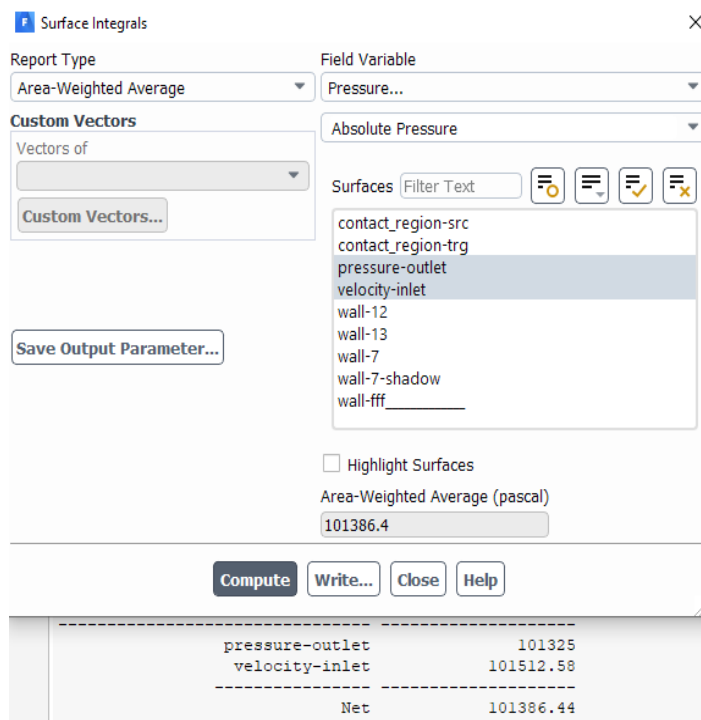 Surface Integrals
Report Type
Area-Weighted Average
Custom Vectors
Vectors of
Custom Vectors...
Save Output Parameter...
Field Variable
Pressure...
Absolute Pressure
Surfaces Filter Text
contact_region-src
contact_region-trg
pressure-outlet
velocity-inlet
wall-12
wall-13
wall-7
wall-7-shadow
wall-fff__________
Highlight Surfaces
Area-Weighted Average (pascal)
101386.4
Compute Write... Close Help
-------------------------------- --------------------
pressure-outlet 101325
velocity-inlet 101512.58
---------------- --------------------
Net 101386.44